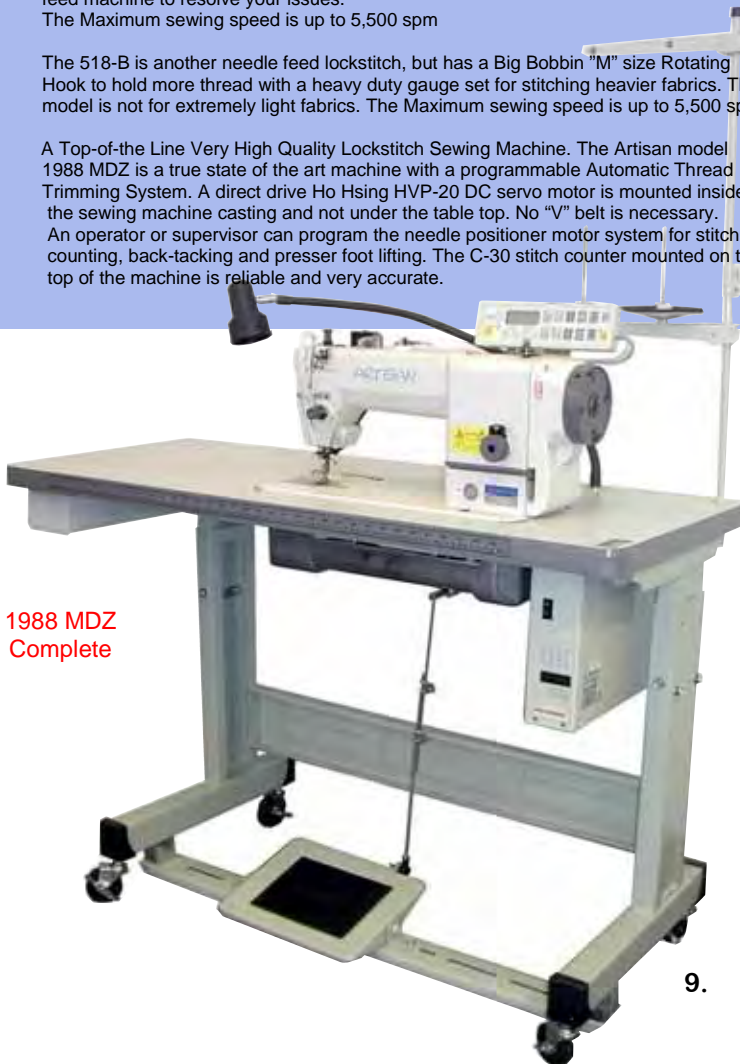 feed machine to resolve your issues.
The Maximum sewing speed is up to 5,500 spm
The 518-B is another needle feed lockstitch, but has a Big Bobbin "M" size Rotating
Hook to hold more thread with a heavy duty gauge set for stitching heavier fabrics.
model is not for extremely light fabrics. The Maximum sewing speed is up to 5,500
A Top-of-the Line Very High Quality Lockstitch Sewing Machine. The Artisan model
1988 MDZ is a true state of the art machine with a programmable Automatic Thread
Trimming System. A direct drive Ho Hsing HVP-20 DC servo motor is mounted inside
the sewing machine casting and not under the table top. No “V” belt is necessary.
An operator or supervisor can program the needle positioner motor system for stitch
counting, back-tacking and presser foot lifting. The C-30 stitch counter mounted on
top of the machine is reliable and very accurate.
ARTISAN
1988 MDZ
Complete
9.